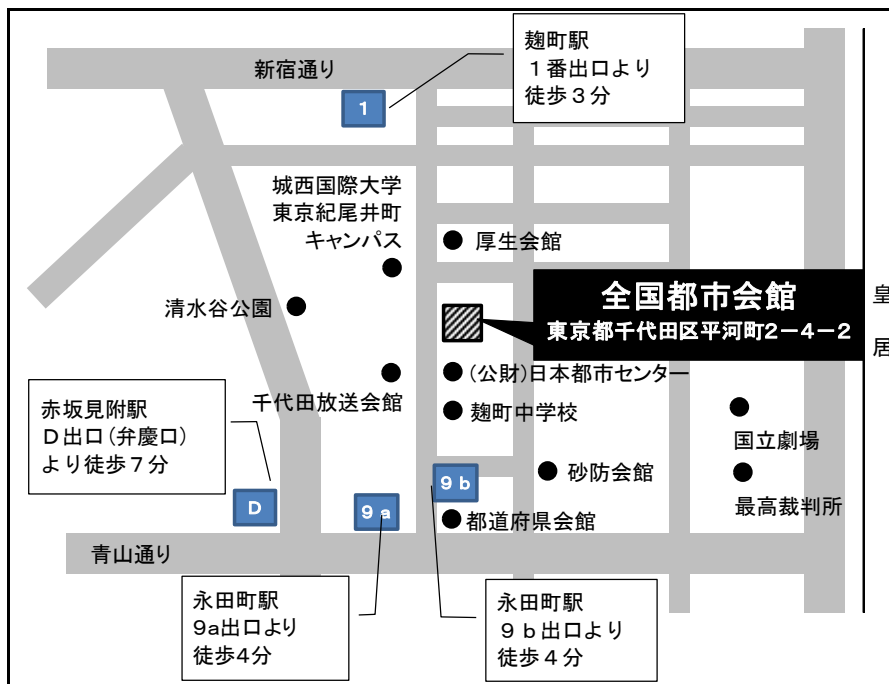 新宿通り
麹町駅
１番出口より
徒歩３分
1
城西国際大学
東京紀尾井町
キャンパス
厚生会館
清水谷公園
全国都市会館
東京都千代田区平河町2－4－2
皇
居
(公財)日本都市センター
千代田放送会館
麹町中学校
赤坂見附駅
Ｄ出口(弁慶口)
より徒歩７分
国立劇場
砂防会館
最高裁判所
D
9 a
9 b
都道府県会館
青山通り
永田町駅
9a出口より
徒歩4分
永田町駅
９ｂ出口より
徒歩４分